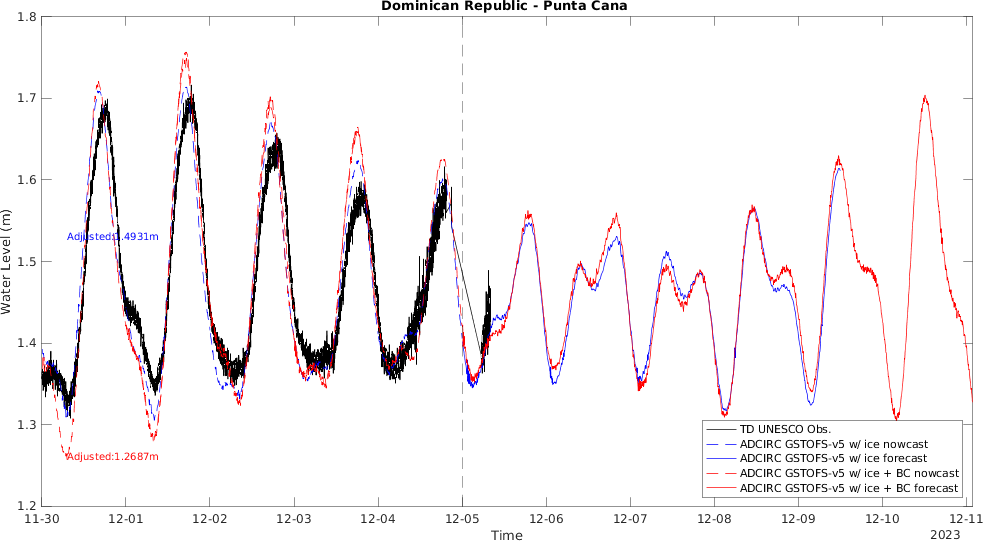 Dominican Republic - Punta Cana
1.8
1.7
1.6
1.5
1.4
1.3
1.2
Water Level (m)
Adjusted:1.4931m
Adjusted:1.2687m
TD UNESCO Obs.
ADCIRC GSTOFS-v5 w/ ice nowcast
ADCIRC GSTOFS-v5 w/ ice forecast
ADCIRC GSTOFS-v5 w/ ice + BC nowcast
ADCIRC GSTOFS-v5 w/ ice + BC forecast
11-30 12-01 12-02 12-03 12-04 12-05 12-06 12-07 12-08 12-09 12-10 12-11
Time
2023